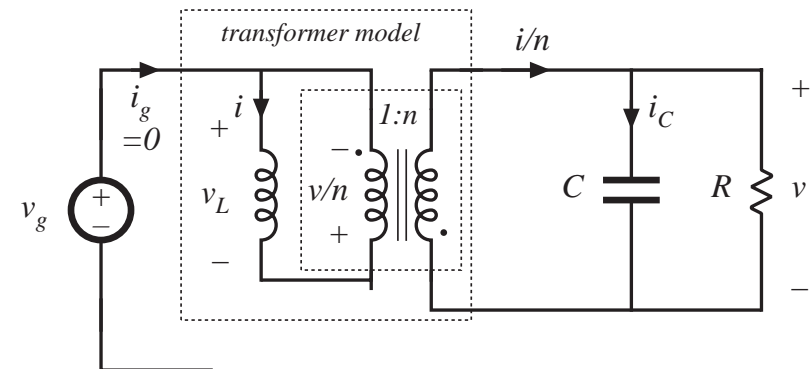 transformer model
i/n
i_g
=0
i
1:n
i_C
+
+
−
v_g
+
−
v_L
v/n
+
−
C
R
v
−